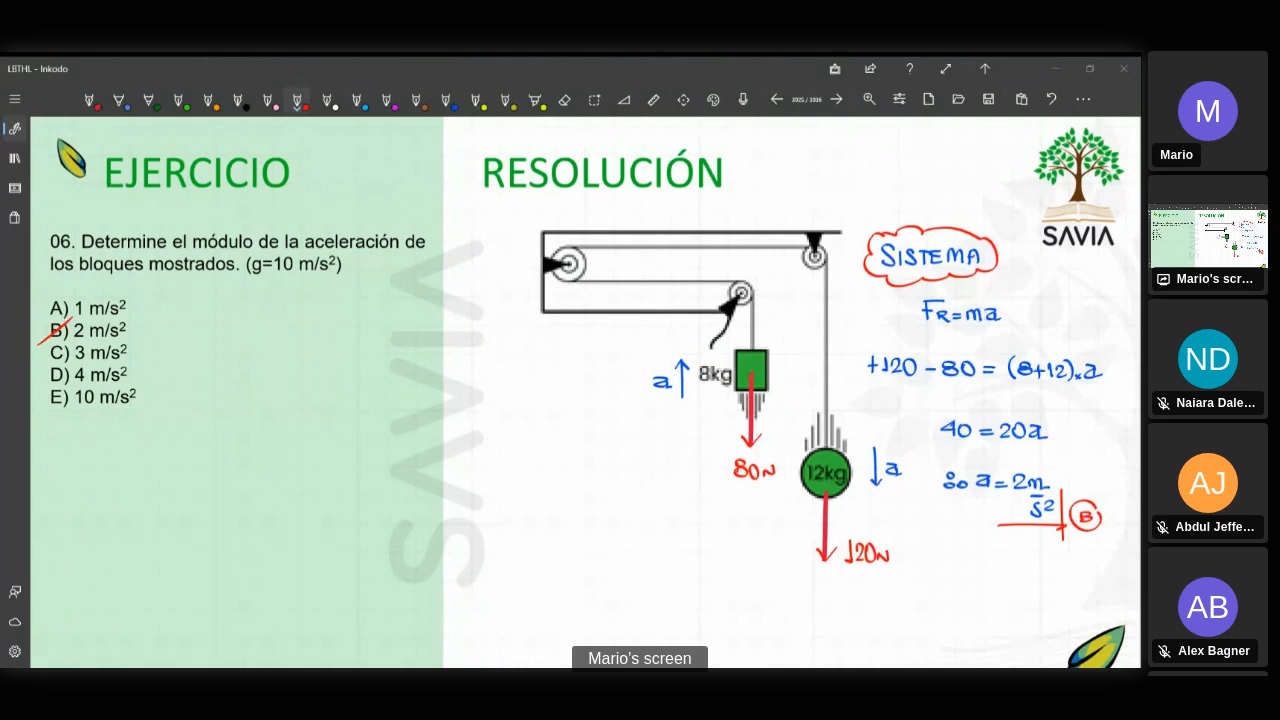 LBTHL - Inkodo
2025 / 2006
EJERCICIO
RESOLUCIÓN
SAVIA
06. Determine el módulo de la aceleración de
los bloques mostrados. (g=10 m/s²)
A) 1 m/s²
B) 2 m/s²
C) 3 m/s²
D) 4 m/s²
E) 10 m/s²
SAVIA
SISTEMA
FR=ma
+120 - 80 = (8+12)×a
40 = 20a
∴ a = 2m
s²
B
a
8kg
80N
12kg
a
120N
Mario's screen
M
Mario
Mario's scr...
ND
Naiara Dale...
AJ
Abdul Jeffe...
AB
Alex Bagner